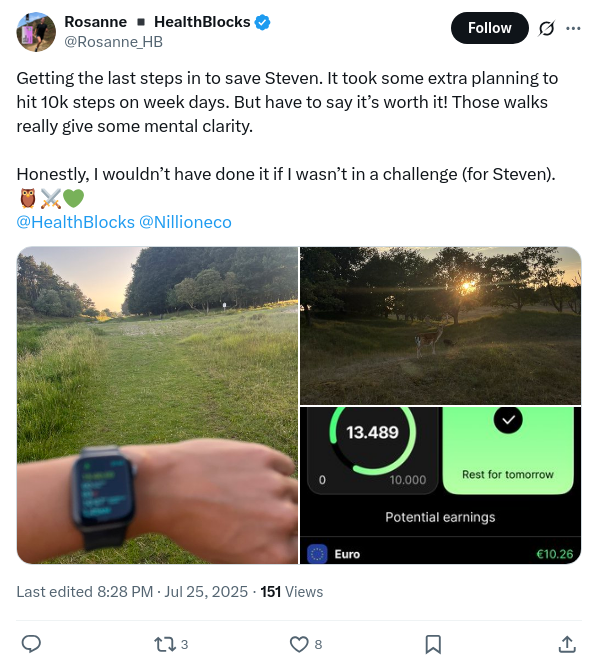 Rosanne ◾ HealthBlocks
@Rosanne_HB
Follow
Getting the last steps in to save Steven. It took some extra planning to
hit 10k steps on week days. But have to say it’s worth it! Those walks
really give some mental clarity.
Honestly, I wouldn’t have done it if I wasn’t in a challenge (for Steven).
🦉⚔️💚
@HealthBlocks @Nillioneco
13.489
0
10.000
Rest for tomorrow
Potential earnings
Euro
€10.26
Last edited 8:28 PM · Jul 25, 2025 · 151 Views
3
8